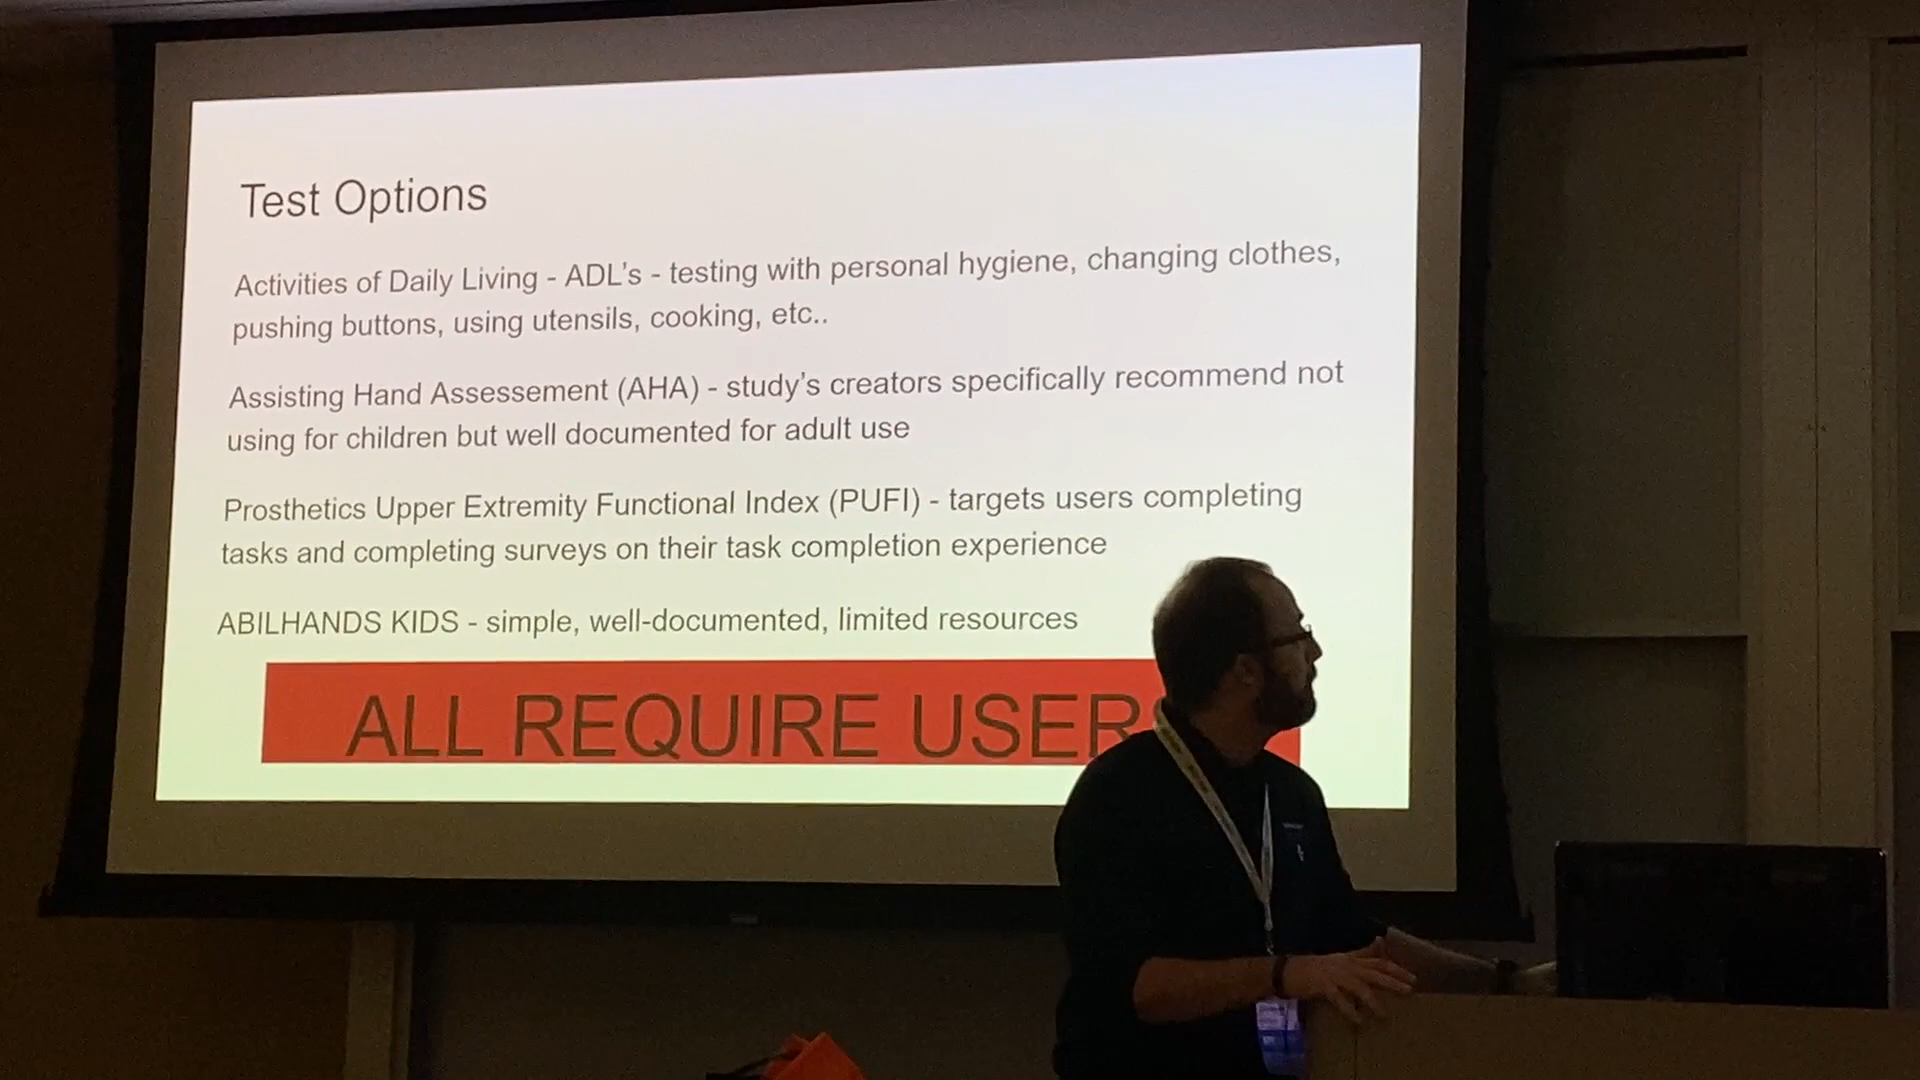 Test Options
Activities of Daily Living - ADL's - testing with personal hygiene, changing clothes,
pushing buttons, using utensils, cooking, etc..
Assisting Hand Assessement (AHA) - study's creators specifically recommend not
using for children but well documented for adult use
Prosthetics Upper Extremity Functional Index (PUFI) - targets users completing
tasks and completing surveys on their task completion experience
ABILHANDS KIDS - simple, well-documented, limited resources
ALL REQUIRE USERS